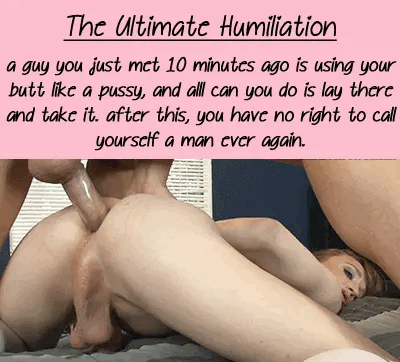 The Ultimate Humiliation
a guy you just met 10 minutes ago is using your
butt like a pussy, and alll can you do is lay there
and take it. after this, you have no right to call
yourself a man ever again.